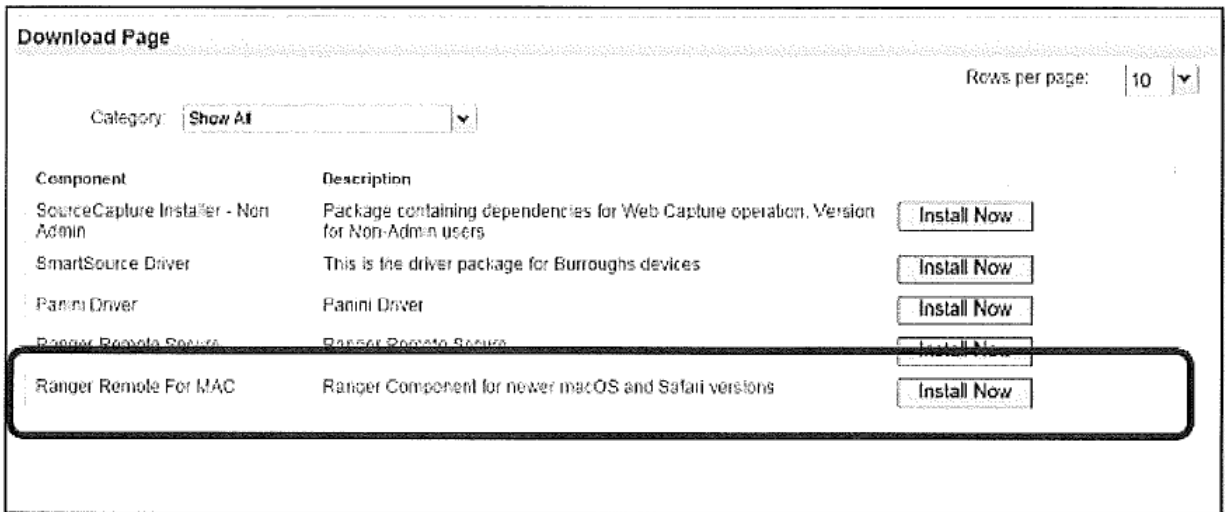 Download Page
Rows per page: 10
Category: Show All
Component Description
SourceCapture Installer - Non Package containing dependencies for Web Capture operation. Version Install Now
Admin for Non-Admin users
SmartSource Driver This is the driver package for Burroughs devices Install Now
Panini Driver Panini Driver Install Now
Ranger Remote Secure Ranger Remote Secure Install Now
Ranger Remote For MAC Ranger Component for newer macOS and Safari versions Install Now